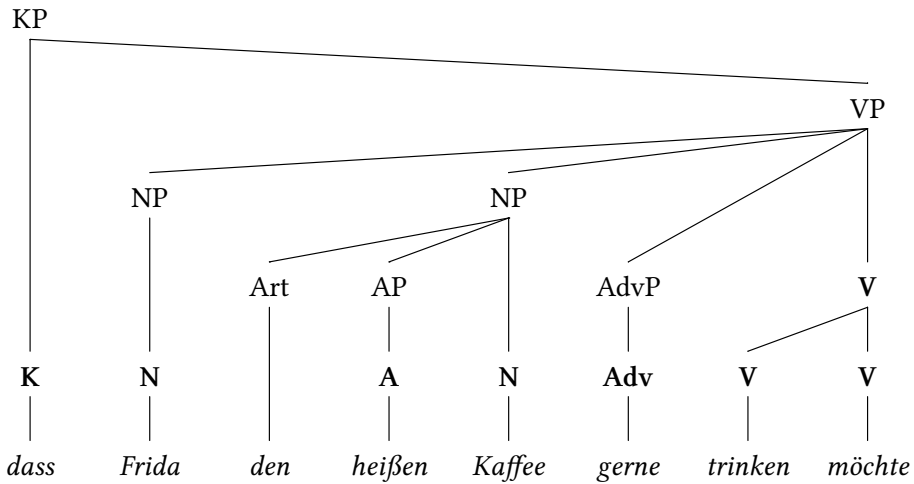 KP
VP
NP NP
Art AP AdvP V
K N A N Adv V V
dass Frida den heißen Kaffee gerne trinken möchte